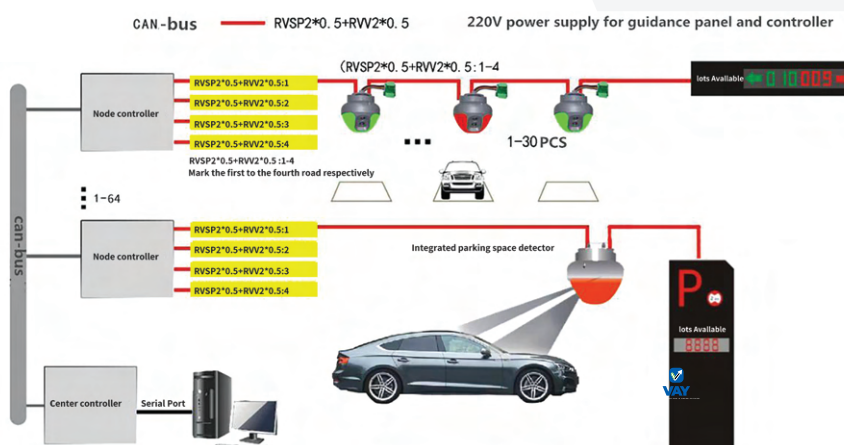 CAN-bus RVSP2*0.5+RVV2*0.5 220V power supply for guidance panel and controller
(RVSP2*0.5+RVV2*0.5:1-4
lots Available
010 009
Node controller
RVSP2*0.5+RVV2*0.5:1
RVSP2*0.5+RVV2*0.5:2
RVSP2*0.5+RVV2*0.5:3
RVSP2*0.5+RVV2*0.5:4
1-30 PCS
RVSP2*0.5+RVV2*0.5 :1-4
Mark the first to the fourth road respectively
1-64
can-bus
Node controller
RVSP2*0.5+RVV2*0.5:1
RVSP2*0.5+RVV2*0.5:2
RVSP2*0.5+RVV2*0.5:3
RVSP2*0.5+RVV2*0.5:4
Integrated parking space detector
P
lots Available
8888
VAY
Center controller
Serial Port